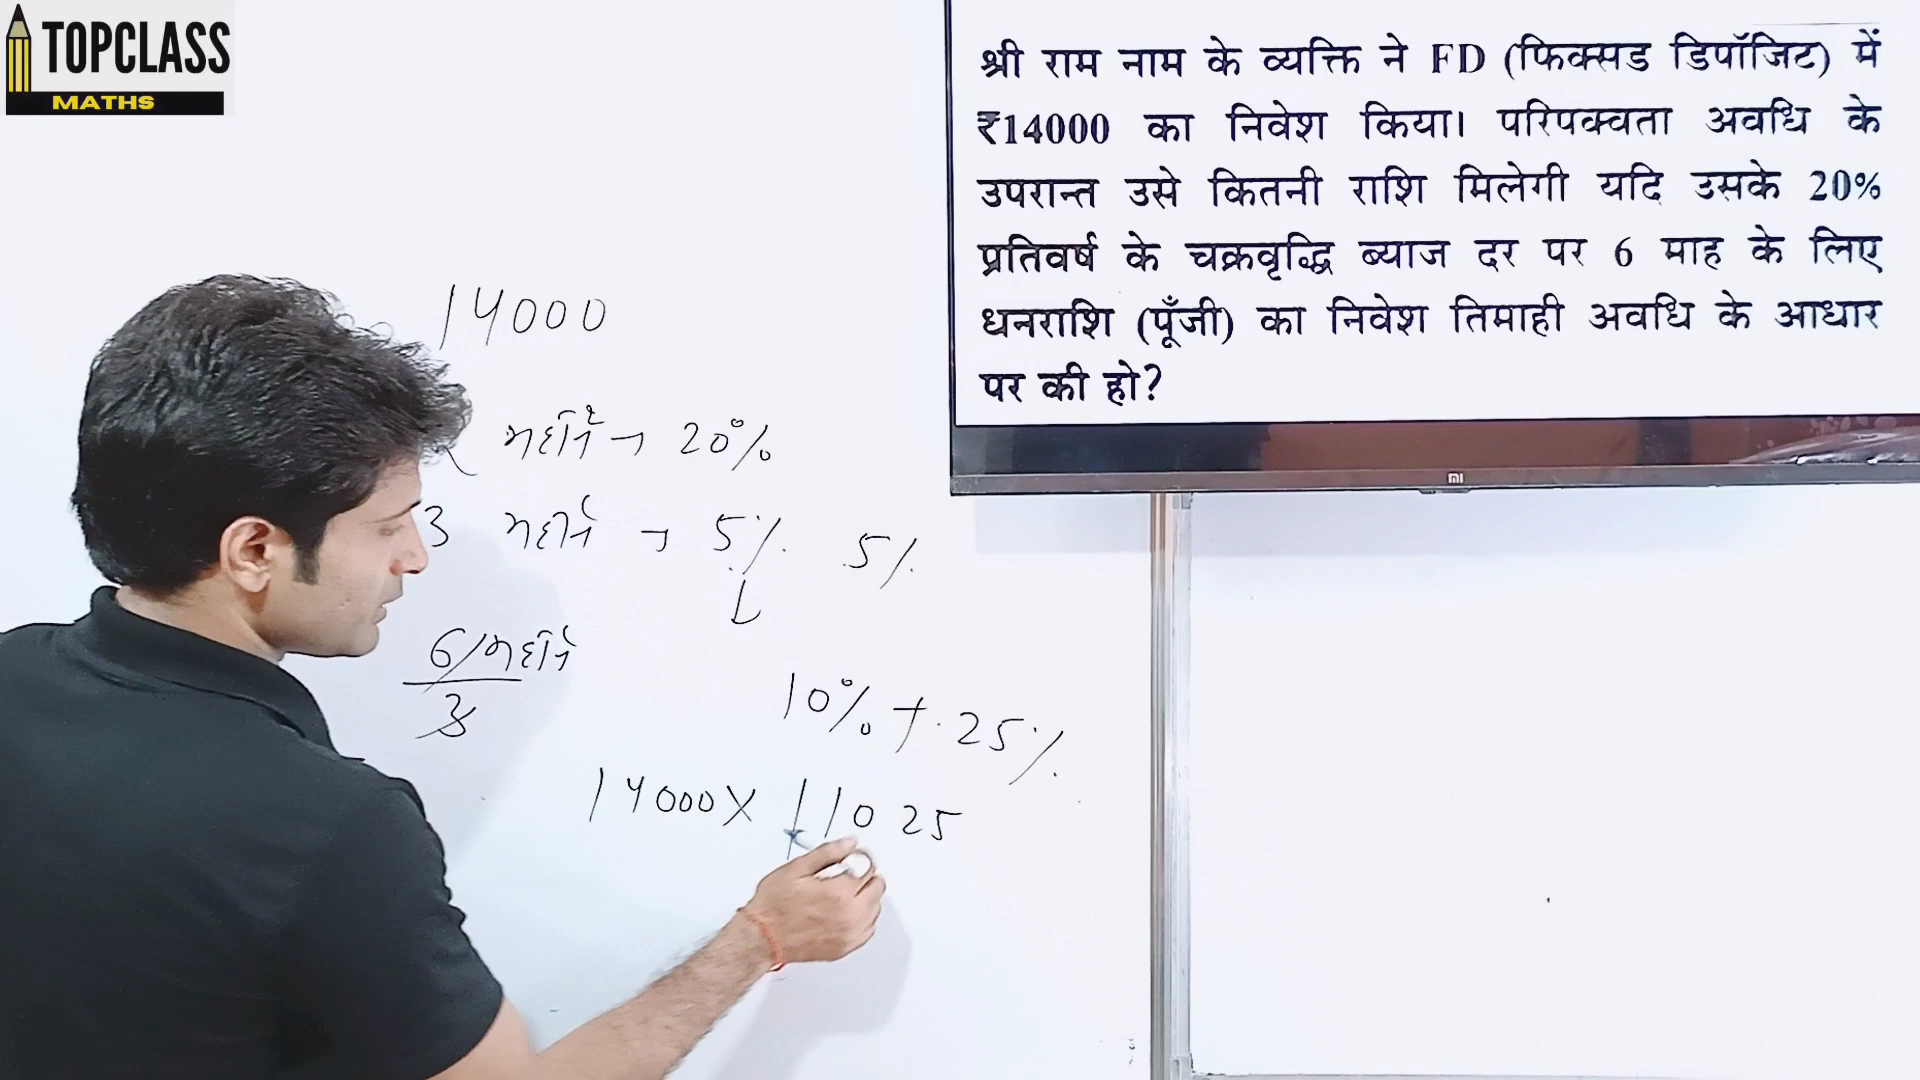 TOPCLASS
MATHS
श्री राम नाम के व्यक्ति ने FD (फिक्सड डिपॉजिट) में
₹14000 का निवेश किया। परिपक्वता अवधि के
उपरान्त उसे कितनी राशि मिलेगी यदि उसके 20%
प्रतिवर्ष के चक्रवृद्धि ब्याज दर पर 6 माह के लिए
धनराशि (पूँजी) का निवेश तिमाही अवधि के आधार
पर की हो?
mi
14000
महीने → 20%
3 महीने → 5% 5%
6 महीने
3
10% + .25%
14000 X 11025